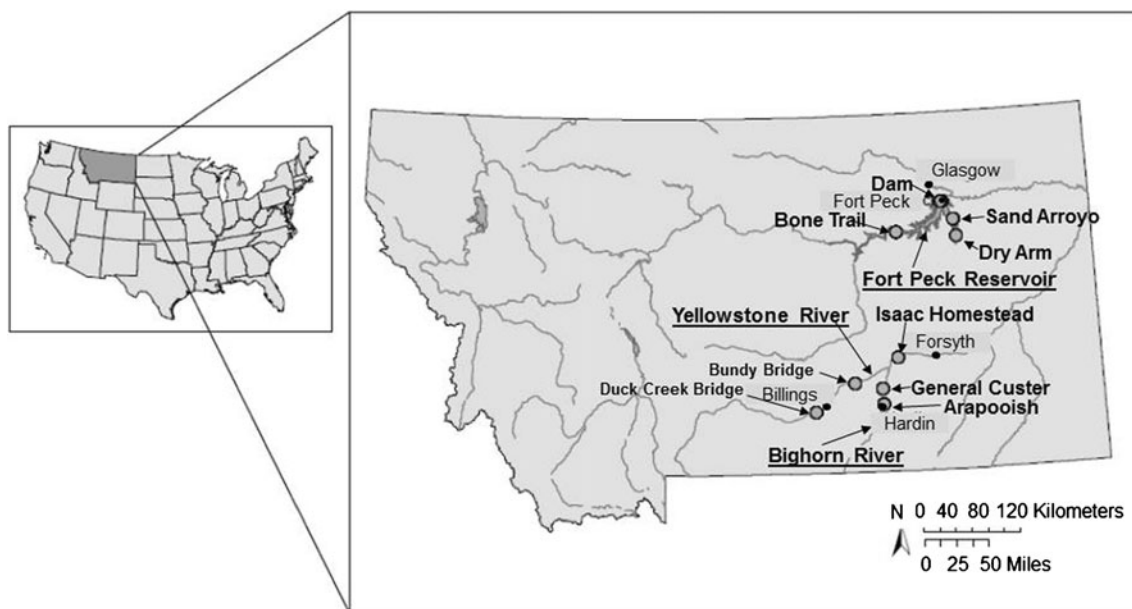 Glasgow
Dam
Fort Peck
Bone Trail
Sand Arroyo
Dry Arm
Fort Peck Reservoir
Yellowstone River
Isaac Homestead
Forsyth
Bundy Bridge
Duck Creek Bridge
Billings
General Custer
Arapooish
Hardin
Bighorn River
N 0 40 80 120 Kilometers
0 25 50 Miles